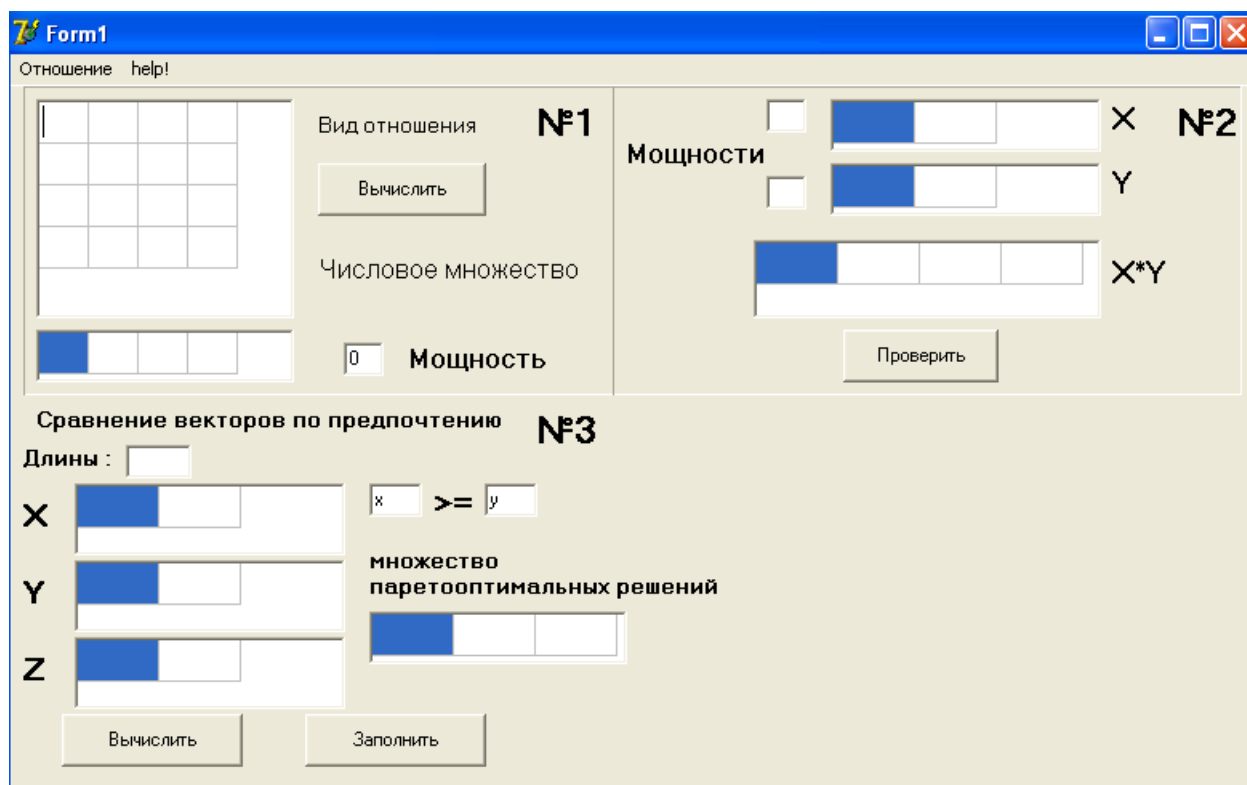 Form1
Отношение help!
Вид отношения
№1
Вычислить
Числовое множество
0 Мощность
Мощности
X
№2
Y
X*Y
Проверить
Сравнение векторов по предпочтению
№3
Длины :
X
x >= y
Y
множество
паретооптимальных решений
Z
Вычислить
Заполнить